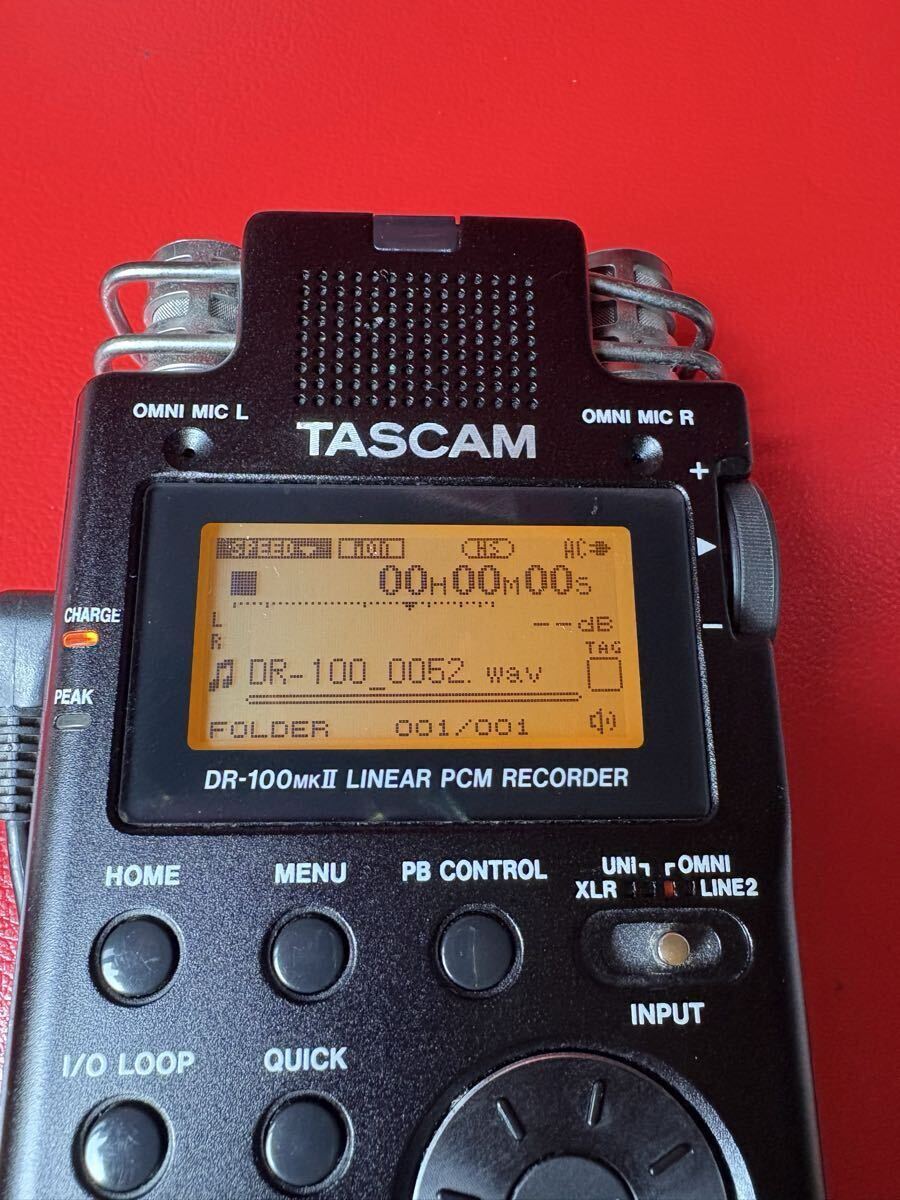 OMNI MIC L
OMNI MIC R
TASCAM
+
SPEED MON HS AC
00H00M00S
CHARGE
L
R
--dB
TAG
DR-100_0052.wav
PEAK
FOLDER 001/001
−
DR-100MKII LINEAR PCM RECORDER
HOME
MENU
PB CONTROL
UNI OMNI
XLR LINE2
INPUT
I/O LOOP
QUICK